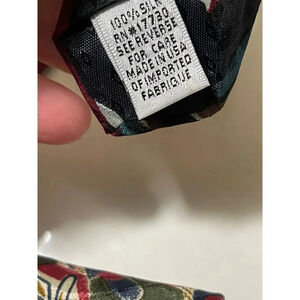 100% SILK
RN#17730
SEE REVERSE
FOR CARE
MADE IN USA
OF IMPORTED
FABRIQUE